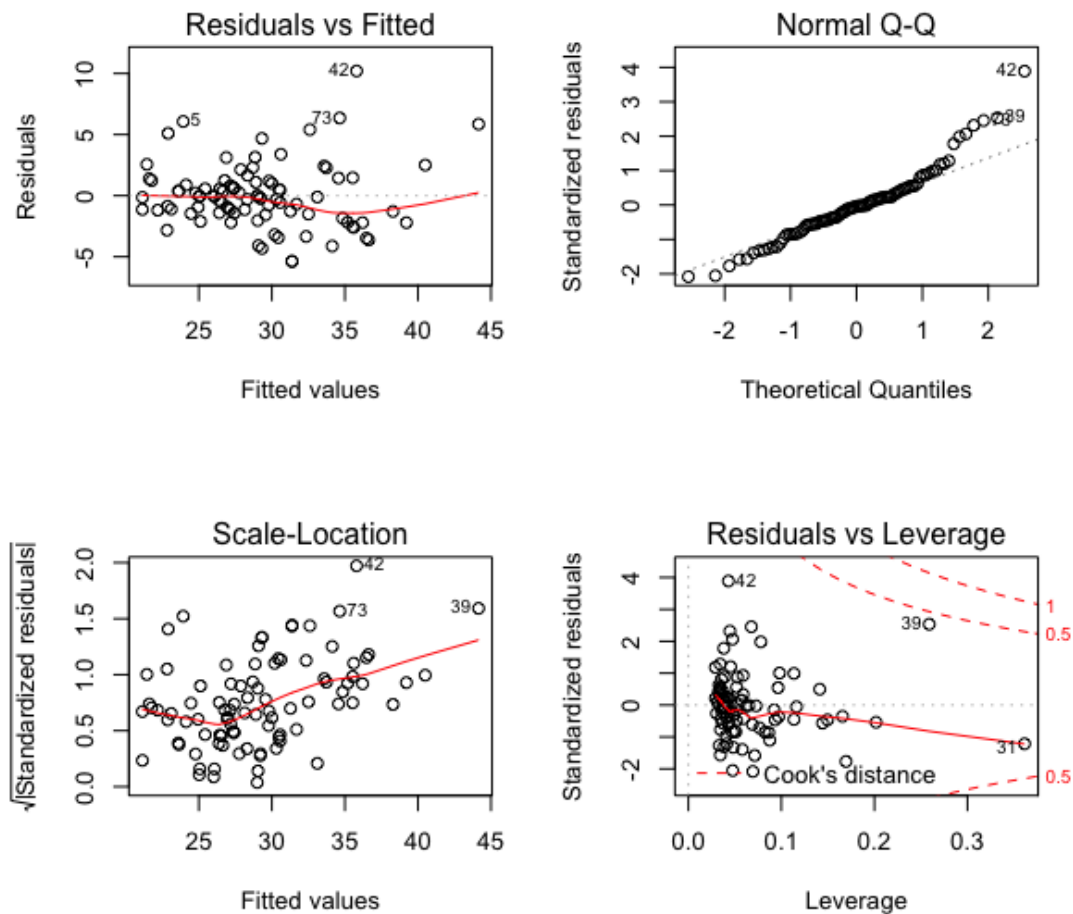 Residuals vs Fitted
Residuals
10
5
0
-5
42
5
73
25 30 35 40 45
Fitted values
Normal Q-Q
Standardized residuals
4
3
2
1
0
-2
42
39
-2 -1 0 1 2
Theoretical Quantiles
Scale-Location
√|Standardized residuals|
2.0
1.5
1.0
0.5
0.0
42
73
39
25 30 35 40 45
Fitted values
Residuals vs Leverage
Standardized residuals
4
2
0
-2
42
39
31
1
0.5
0.5
Cook's distance
0.0 0.1 0.2 0.3
Leverage